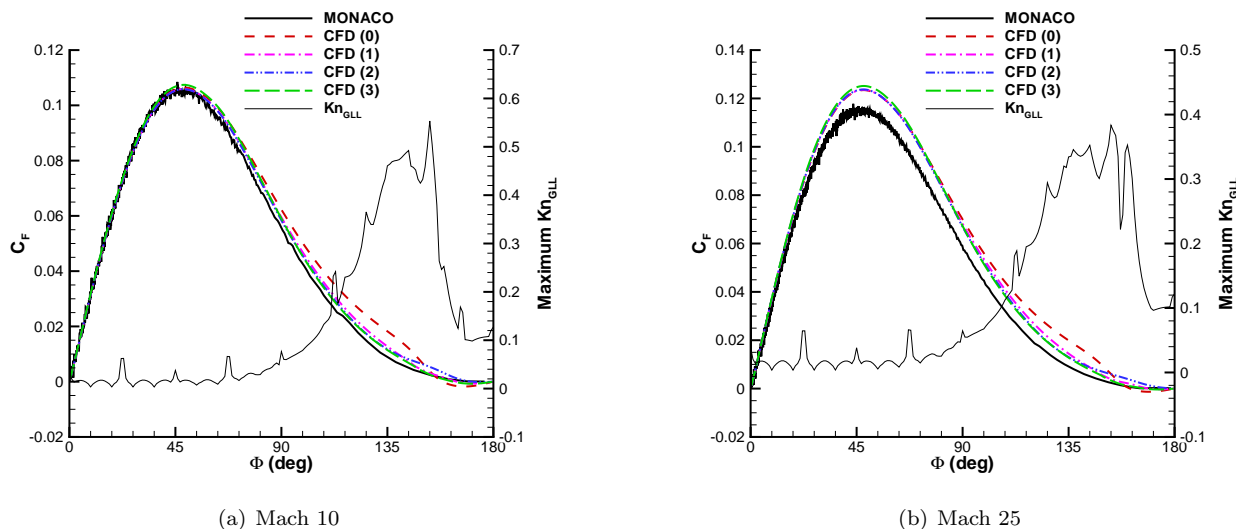 MONACO
CFD (0)
CFD (1)
CFD (2)
CFD (3)
Kn_GLL
0.12
0.1
0.08
0.06
0.04
0.02
0
-0.02
C_F
0.7
0.6
0.5
0.4
0.3
0.2
0.1
0
-0.1
Maximum Kn_GLL
0 45 90 135 180
Φ (deg)
(a) Mach 10
MONACO
CFD (0)
CFD (1)
CFD (2)
CFD (3)
Kn_GLL
0.14
0.12
0.1
0.08
0.06
0.04
0.02
0
-0.02
C_F
0.5
0.4
0.3
0.2
0.1
0
-0.1
Maximum Kn_GLL
0 45 90 135 180
Φ (deg)
(b) Mach 25